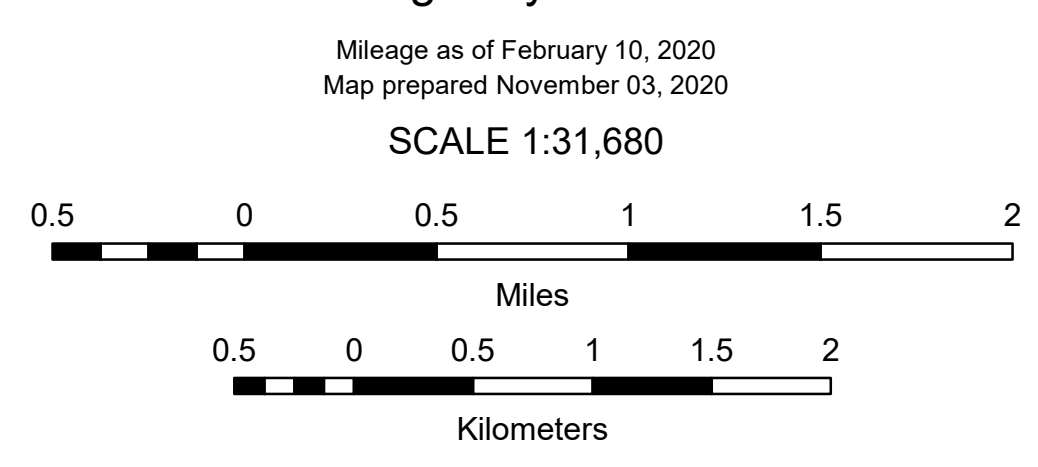 Mileage as of February 10, 2020
Map prepared November 03, 2020
SCALE 1:31,680
0.5 0 0.5 1 1.5 2
Miles
0.5 0 0.5 1 1.5 2
Kilometers